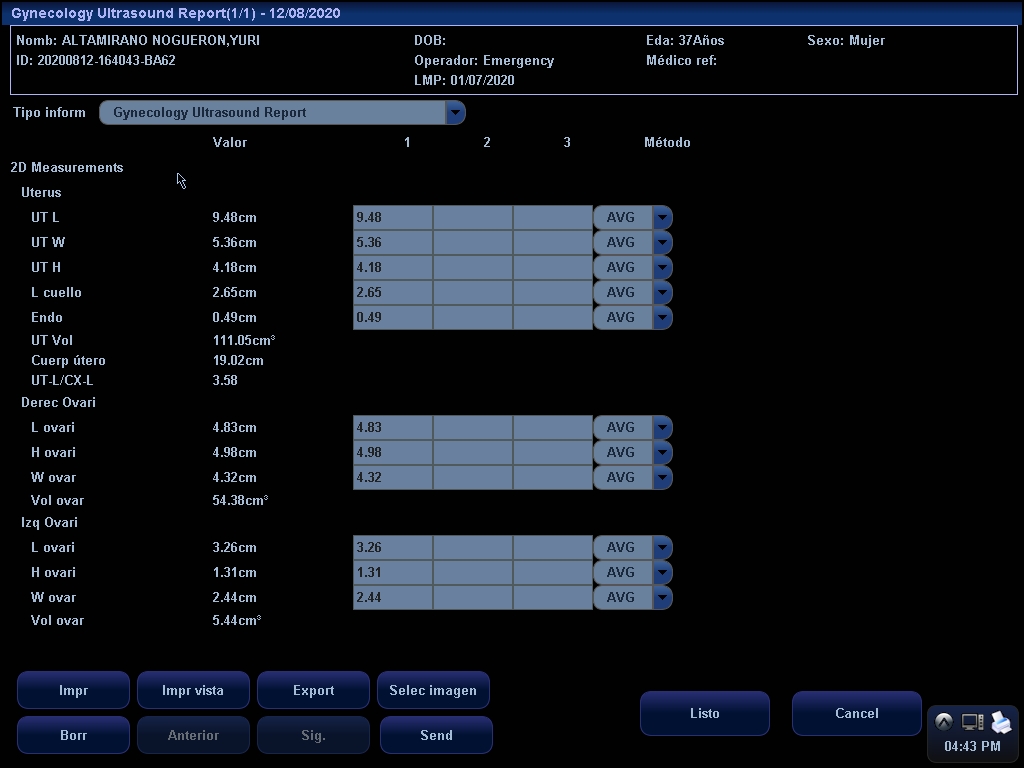 Gynecology Ultrasound Report(1/1) - 12/08/2020
Nomb: ALTAMIRANO NOGUERON,YURI DOB: Eda: 37Años Sexo: Mujer
ID: 20200812-164043-BA62 Operador: Emergency Médico ref:
LMP: 01/07/2020
Tipo inform Gynecology Ultrasound Report
Valor 1 2 3 Método
2D Measurements
Uterus
UT L 9.48cm 9.48 AVG
UT W 5.36cm 5.36 AVG
UT H 4.18cm 4.18 AVG
L cuello 2.65cm 2.65 AVG
Endo 0.49cm 0.49 AVG
UT Vol 111.05cm³
Cuerp útero 19.02cm
UT-L/CX-L 3.58
Derec Ovari
L ovari 4.83cm 4.83 AVG
H ovari 4.98cm 4.98 AVG
W ovar 4.32cm 4.32 AVG
Vol ovar 54.38cm³
Izq Ovari
L ovari 3.26cm 3.26 AVG
H ovari 1.31cm 1.31 AVG
W ovar 2.44cm 2.44 AVG
Vol ovar 5.44cm³
Impr Impr vista Export Selec imagen
Listo Cancel
Borr Anterior Sig. Send
04:43 PM